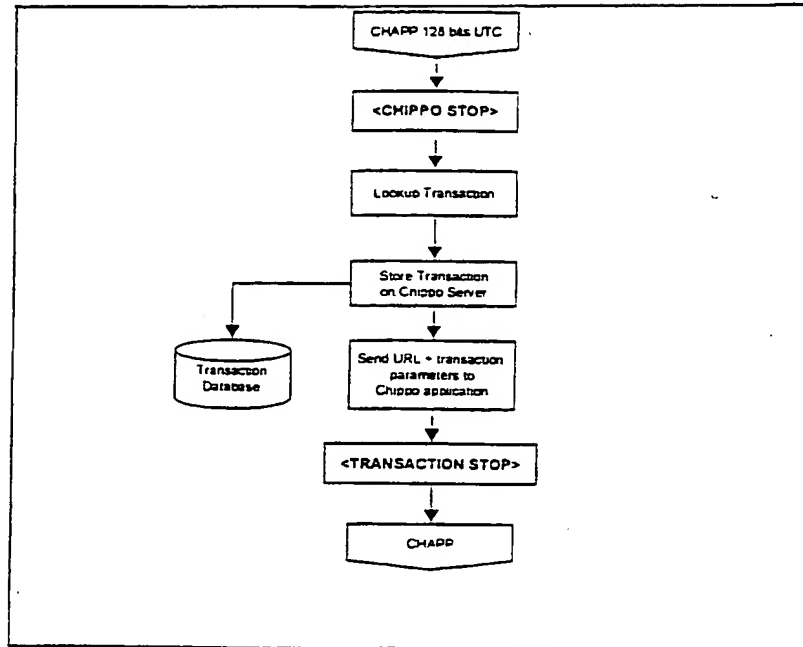 CHAPP 128 bits UTC
<CHIPPO STOP>
Lookup Transaction
Store Transaction
on Chippo Server
Transaction
Database
Send URL + transaction
parameters to
Chippo application
<TRANSACTION STOP>
CHAPP